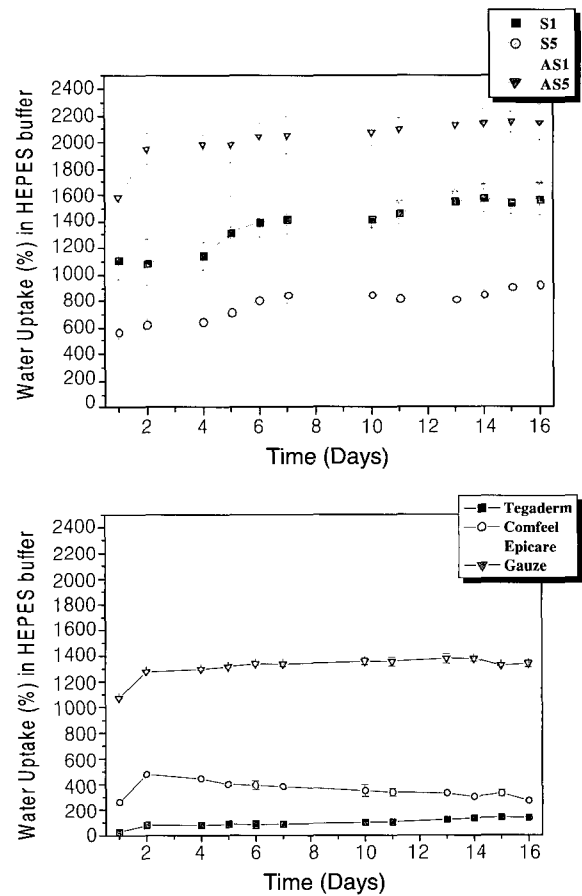 S1
S5
AS1
AS5
Water Uptake (%) in HEPES buffer
2400
2200
2000
1800
1600
1400
1200
1000
800
600
400
200
0
2 4 6 8 10 12 14 16
Time (Days)
Tegaderm
Comfeel
Epicare
Gauze
Water Uptake (%) in HEPES buffer
2400
2200
2000
1800
1600
1400
1200
1000
800
600
400
200
0
2 4 6 8 10 12 14 16
Time (Days)